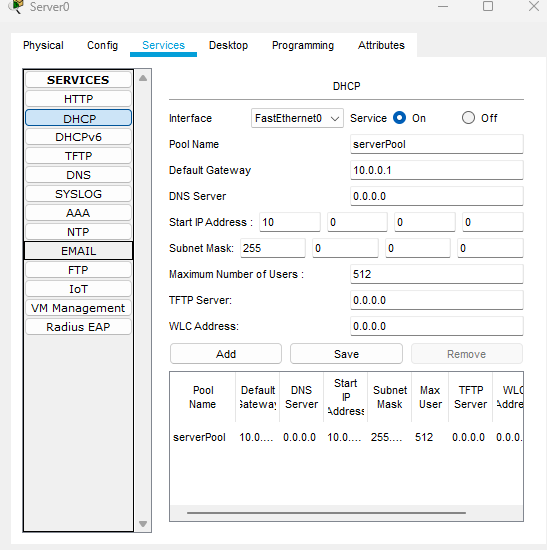 Server0
Physical Config Services Desktop Programming Attributes
SERVICES
HTTP
DHCP
DHCPv6
TFTP
DNS
SYSLOG
AAA
NTP
EMAIL
FTP
IoT
VM Management
Radius EAP
DHCP
Interface FastEthernet0 Service On Off
Pool Name serverPool
Default Gateway 10.0.0.1
DNS Server 0.0.0.0
Start IP Address : 10 0 0 0
Subnet Mask: 255 0 0 0
Maximum Number of Users : 512
TFTP Server: 0.0.0.0
WLC Address: 0.0.0.0
Add Save Remove
Pool Name Default Gateway DNS Server Start IP Address Subnet Mask Max User TFTP Server WLC Addre
serverPool 10.0.... 0.0.0.0 10.0.... 255.... 512 0.0.0.0 0.0.0.